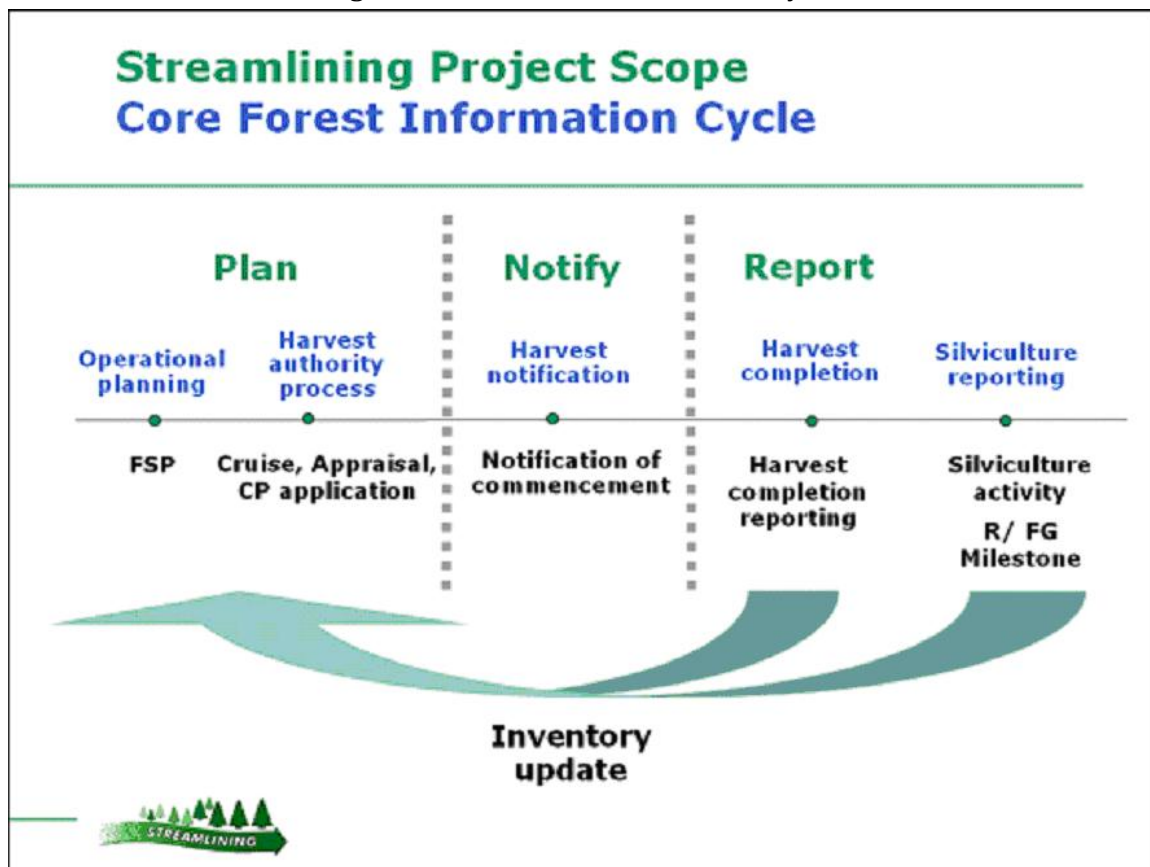 Streamlining Project Scope
Core Forest Information Cycle
Plan
Notify
Report
Operational
planning
Harvest
authority
process
Harvest
notification
Harvest
completion
Silviculture
reporting
FSP
Cruise, Appraisal,
CP application
Notification of
commencement
Harvest
completion
reporting
Silviculture
activity
R/ FG
Milestone
Inventory
update
STREAMLINING